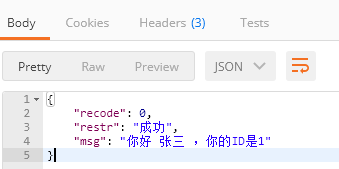 Body Cookies Headers (3) Tests
Pretty Raw Preview JSON
1 {
2 "recode": 0,
3 "restr": "成功",
4 "msg": "你好 张三 ，你的ID是1"
5 }